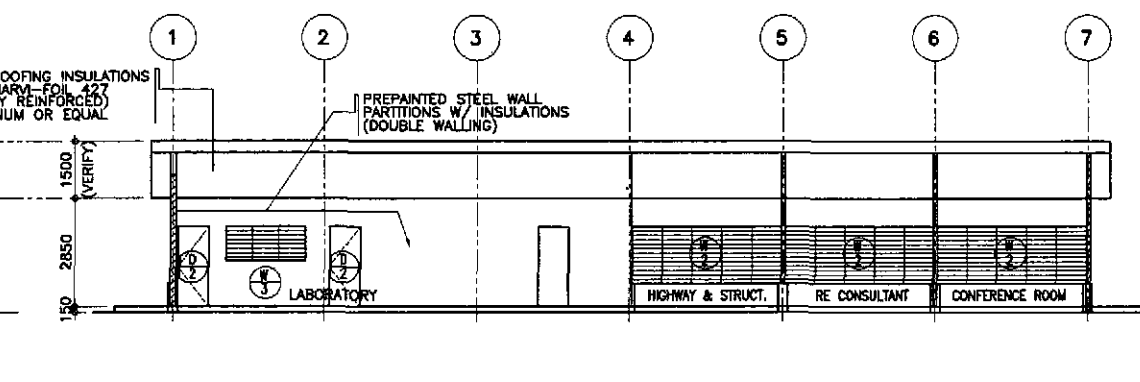 1 2 3 4 5 6 7
OOFING INSULATIONS
ARVI-FOIL 427
Y REINFORCED)
NUM OR EQUAL
PREPAINTED STEEL WALL
PARTITIONS W/ INSULATIONS
(DOUBLE WALLING)
1500
(VERIFY)
2850
150
D
2
W
3
D
2
LABORATORY
W
2
W
2
W
2
HIGHWAY & STRUCT.
RE CONSULTANT
CONFERENCE ROOM